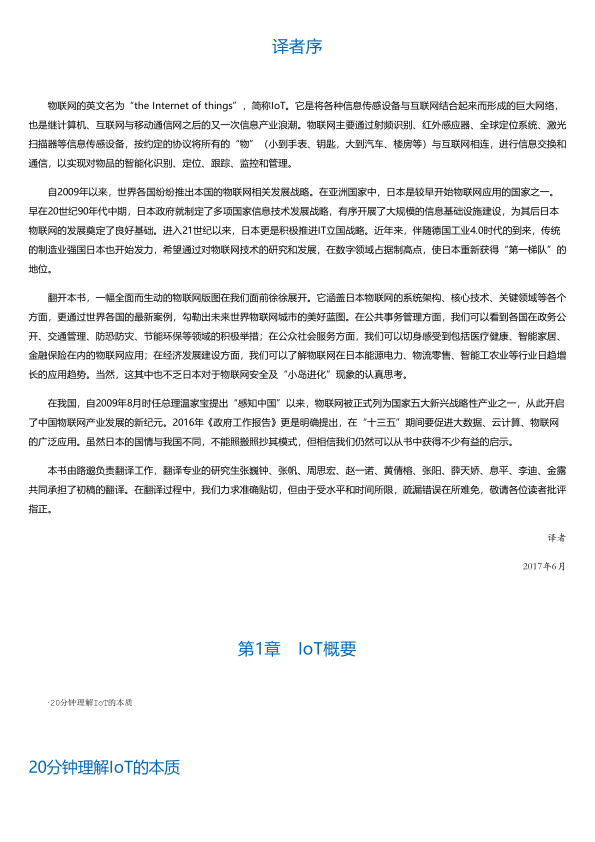 译者序
物联网的英文名为“the Internet of things”，简称IoT。它是将各种信息传感设备与互联网结合起来而形成的巨大网络，
也是继计算机、互联网与移动通信网之后的又一次信息产业浪潮。物联网主要通过射频识别、红外感应器、全球定位系统、激光
扫描器等信息传感设备，按约定的协议将所有的“物”（小到手表、钥匙，大到汽车、楼房等）与互联网相连，进行信息交换和
通信，以实现对物品的智能化识别、定位、跟踪、监控和管理。
自2009年以来，世界各国纷纷推出本国的物联网相关发展战略。在亚洲国家中，日本是较早开始物联网应用的国家之一。
早在20世纪90年代中期，日本政府就制定了多项国家信息技术发展战略，有序开展了大规模的信息基础设施建设，为其后日本
物联网的发展奠定了良好基础。进入21世纪以来，日本更是积极推进IT立国战略。近年来，伴随德国工业4.0时代的到来，传统
的制造业强国日本也开始发力，希望通过对物联网技术的研究和发展，在数字领域占据制高点，使日本重新获得“第一梯队”的
地位。
翻开本书，一幅全面而生动的物联网版图在我们面前徐徐展开。它涵盖日本物联网的系统架构、核心技术、关键领域等各个
方面，更通过世界各国的最新案例，勾勒出未来世界物联网城市的美好蓝图。在公共事务管理方面，我们可以看到各国在政务公
开、交通管理、防恐防灾、节能环保等领域的积极举措；在公众社会服务方面，我们可以切身感受到包括医疗健康、智能家居、
金融保险在内的物联网应用；在经济发展建设方面，我们可以了解物联网在日本能源电力、物流零售、智能工农业等行业日趋增
长的应用趋势。当然，这其中也不乏日本对于物联网安全及“小岛进化”现象的认真思考。
在我国，自2009年8月时任总理温家宝提出“感知中国”以来，物联网被正式列为国家五大新兴战略性产业之一，从此开启
了中国物联网产业发展的新纪元。2016年《政府工作报告》更是明确提出，在“十三五”期间要促进大数据、云计算、物联网
的广泛应用。虽然日本的国情与我国不同，不能照搬照抄其模式，但相信我们仍然可以从书中获得不少有益的启示。
本书由路邈负责翻译工作，翻译专业的研究生张巍钟、张帆、周思宏、赵一诺、黄倩榕、张阳、薛天娇、息平、李迪、金露
共同承担了初稿的翻译。在翻译过程中，我们力求准确贴切，但由于受水平和时间所限，疏漏错误在所难免，敬请各位读者批评
指正。
译者
2017年6月
第1章　IoT概要
·20分钟理解IoT的本质
20分钟理解IoT的本质